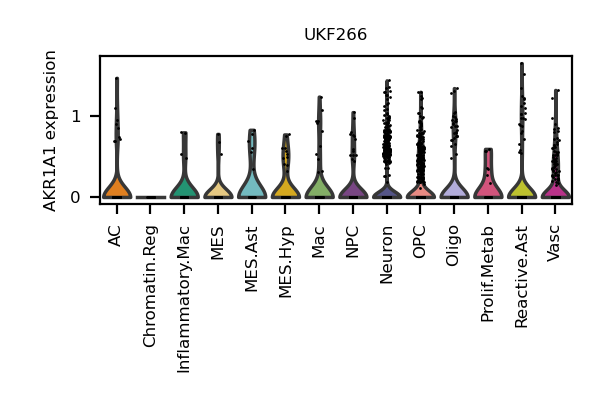 UKF266
AKR1A1 expression
1
0
AC
Chromatin.Reg
Inflammatory.Mac
MES
MES.Ast
MES.Hyp
Mac
NPC
Neuron
OPC
Oligo
Prolif.Metab
Reactive.Ast
Vasc